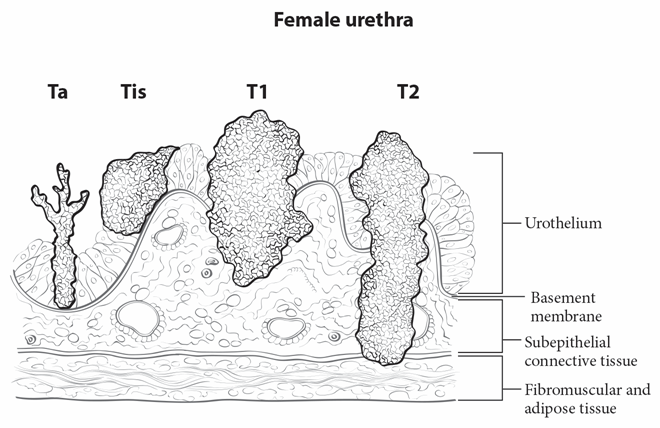 Female urethra
Ta
Tis
T1
T2
Urothelium
Basement
membrane
Subepithelial
connective tissue
Fibromuscular and
adipose tissue